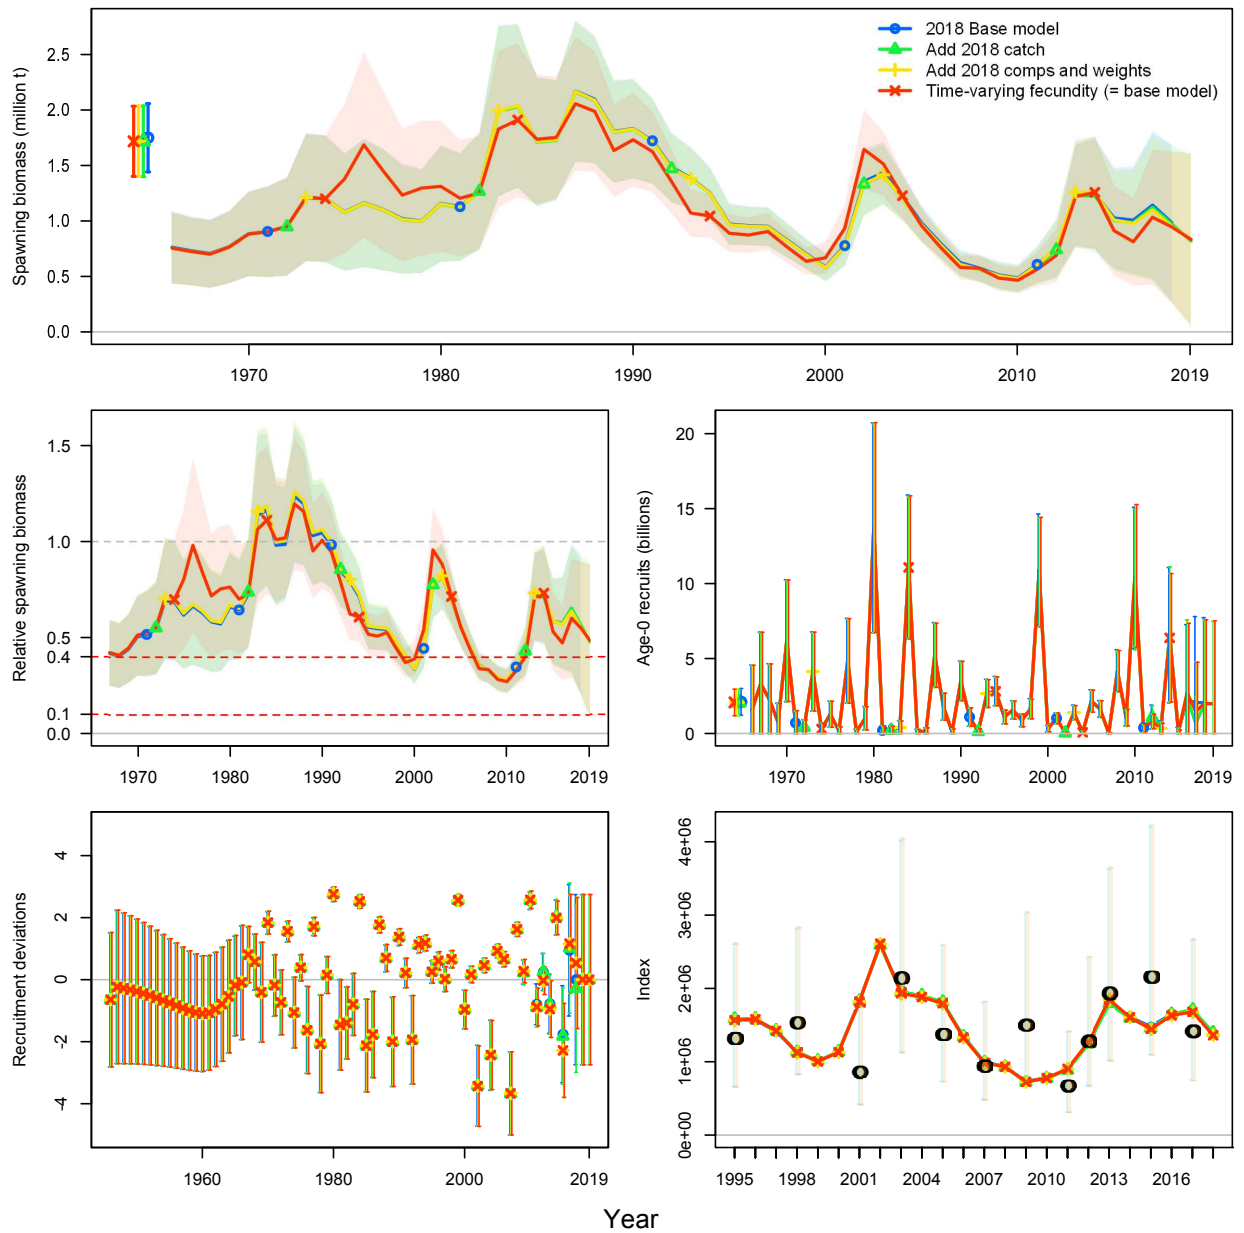 2018 Base model
Add 2018 catch
Add 2018 comps and weights
Time-varying fecundity (= base model)
Spawning biomass (million t)
2.5
2.0
1.5
1.0
0.5
0.0
1970 1980 1990 2000 2010 2019
Relative spawning biomass
1.5
1.0
0.5
0.4
0.1
0.0
1970 1980 1990 2000 2010 2019
Age-0 recruits (billions)
20
15
10
5
0
1970 1980 1990 2000 2010 2019
Recruitment deviations
4
2
0
-2
-4
1960 1980 2000 2019
Index
4e+06
3e+06
2e+06
1e+06
0e+00
1995 1998 2001 2004 2007 2010 2013 2016
Year